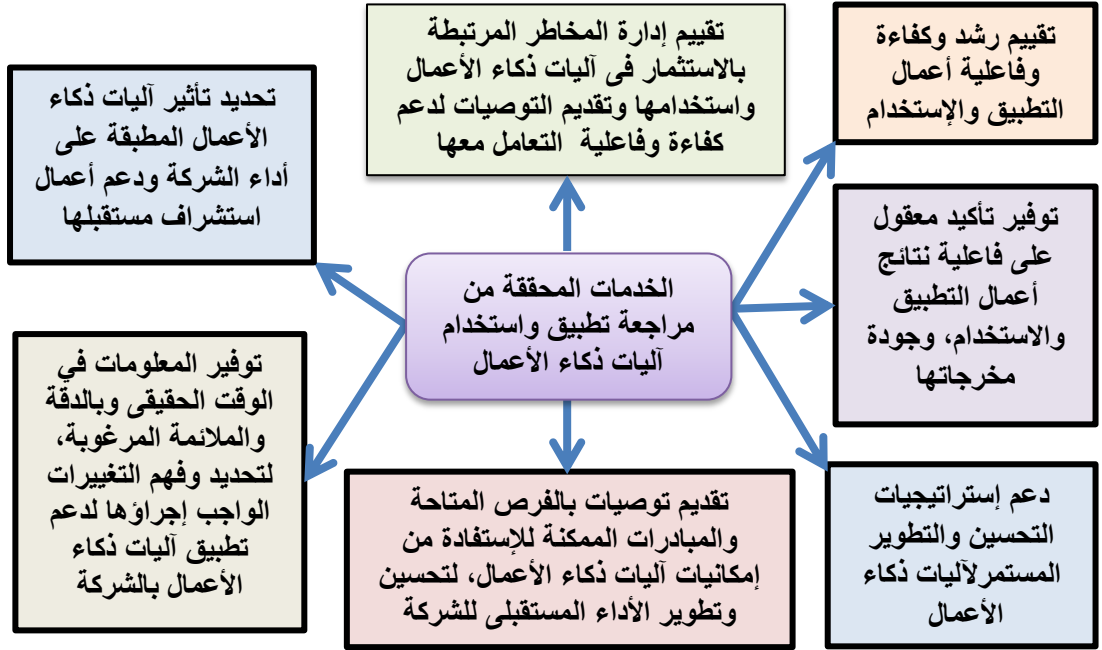 تقييم رشد وكفاءة
وفاعلية أعمال
التطبيق والإستخدام
تقييم إدارة المخاطر المرتبطة
بالاستثمار فى آليات ذكاء الأعمال
واستخدامها وتقديم التوصيات لدعم
كفاءة وفاعلية التعامل معها
تحديد تأثير آليات ذكاء
الأعمال المطبقة على
أداء الشركة ودعم أعمال
استشراف مستقبلها
توفير تأكيد معقول
على فاعلية نتائج
أعمال التطبيق
والاستخدام، وجودة
مخرجاتها
الخدمات المحققة من
مراجعة تطبيق واستخدام
آليات ذكاء الأعمال
توفير المعلومات في
الوقت الحقيقى وبالدقة
والملائمة المرغوبة،
لتحديد وفهم التغييرات
الواجب إجراؤها لدعم
تطبيق آليات ذكاء
الأعمال بالشركة
دعم إستراتيجيات
التحسين والتطوير
المستمرلآليات ذكاء
الأعمال
تقديم توصيات بالفرص المتاحة
والمبادرات الممكنة للإستفادة من
إمكانيات آليات ذكاء الأعمال، لتحسين
وتطوير الأداء المستقبلى للشركة